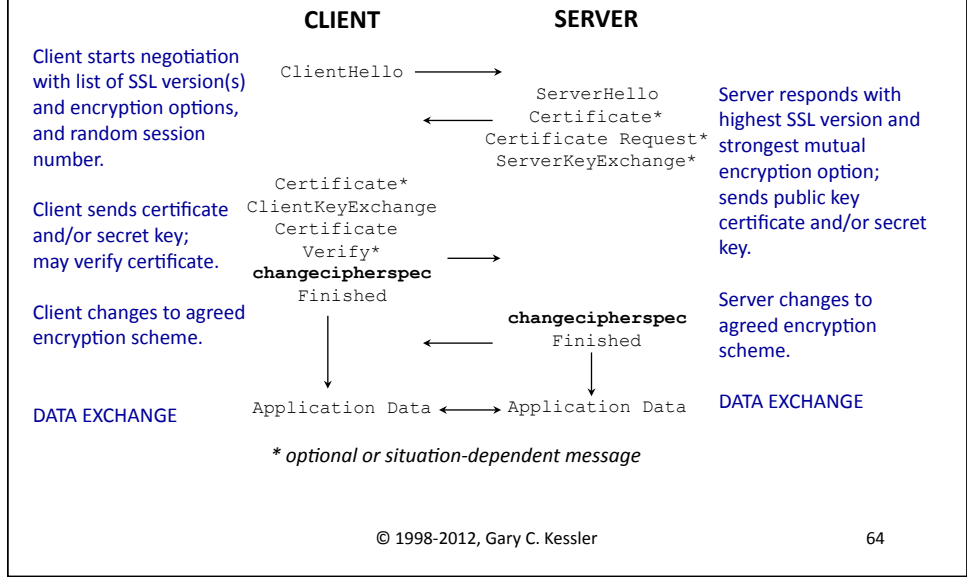 CLIENT
SERVER
Client starts negotiation
with list of SSL version(s)
and encryption options,
and random session
number.
ClientHello
ServerHello
Certificate*
Certificate Request*
ServerKeyExchange*
Server responds with
highest SSL version and
strongest mutual
encryption option;
sends public key
certificate and/or secret
key.
Client sends certificate
and/or secret key;
may verify certificate.
Certificate*
ClientKeyExchange
Certificate
Verify*
changecipherspec
Finished
Client changes to agreed
encryption scheme.
changecipherspec
Finished
Server changes to
agreed encryption
scheme.
DATA EXCHANGE
Application Data
Application Data
DATA EXCHANGE
* optional or situation-dependent message
© 1998-2012, Gary C. Kessler
64